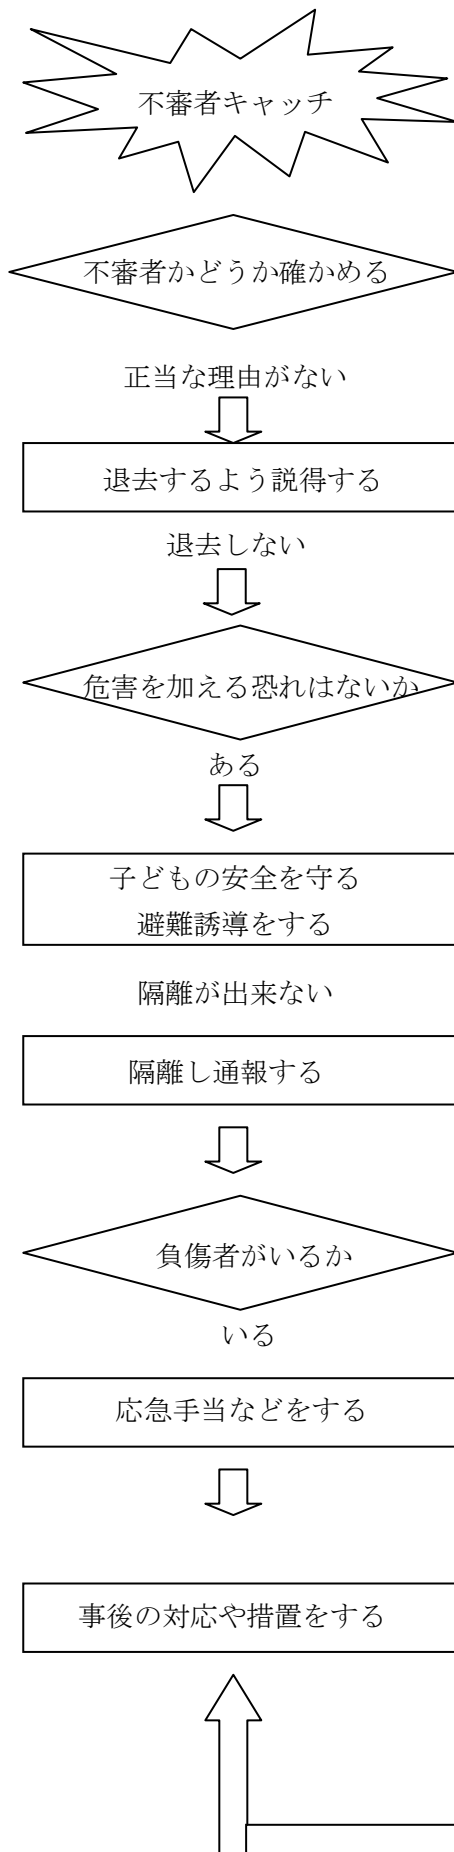 不審者キャッチ
不審者かどうか確かめる
正当な理由がない
退去するよう説得する
退去しない
危害を加える恐れはないか
ある
子どもの安全を守る
避難誘導をする
隔離が出来ない
隔離し通報する
負傷者がいるか
いる
応急手当などをする
事後の対応や措置をする